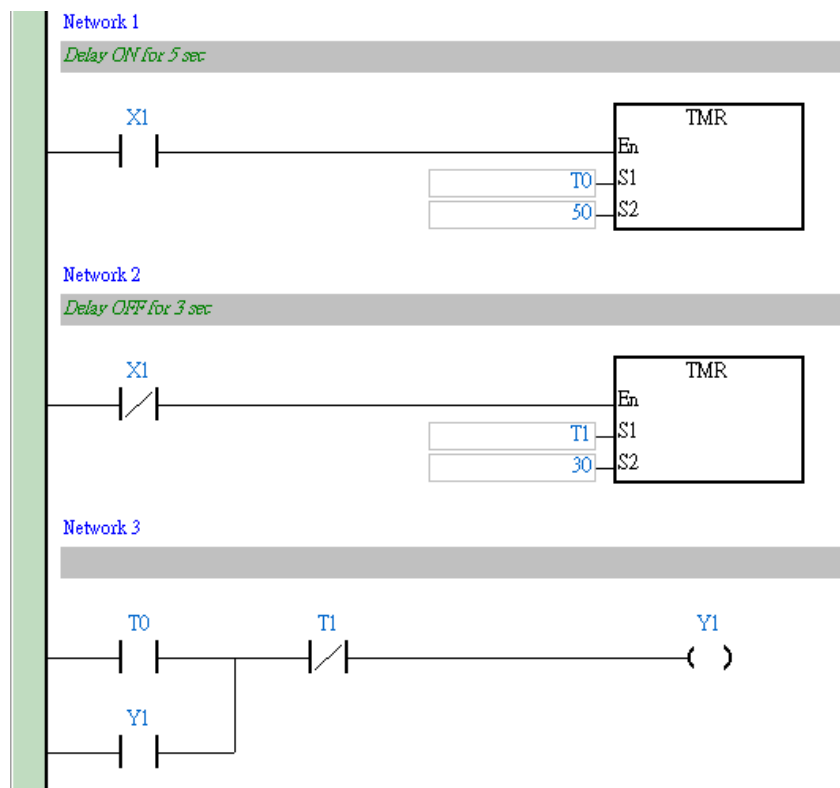 Network 1
Delay ON for 5 sec
X1
TMR
En
T0 S1
50 S2
Network 2
Delay OFF for 3 sec
X1
TMR
En
T1 S1
30 S2
Network 3
T0 T1 Y1
Y1